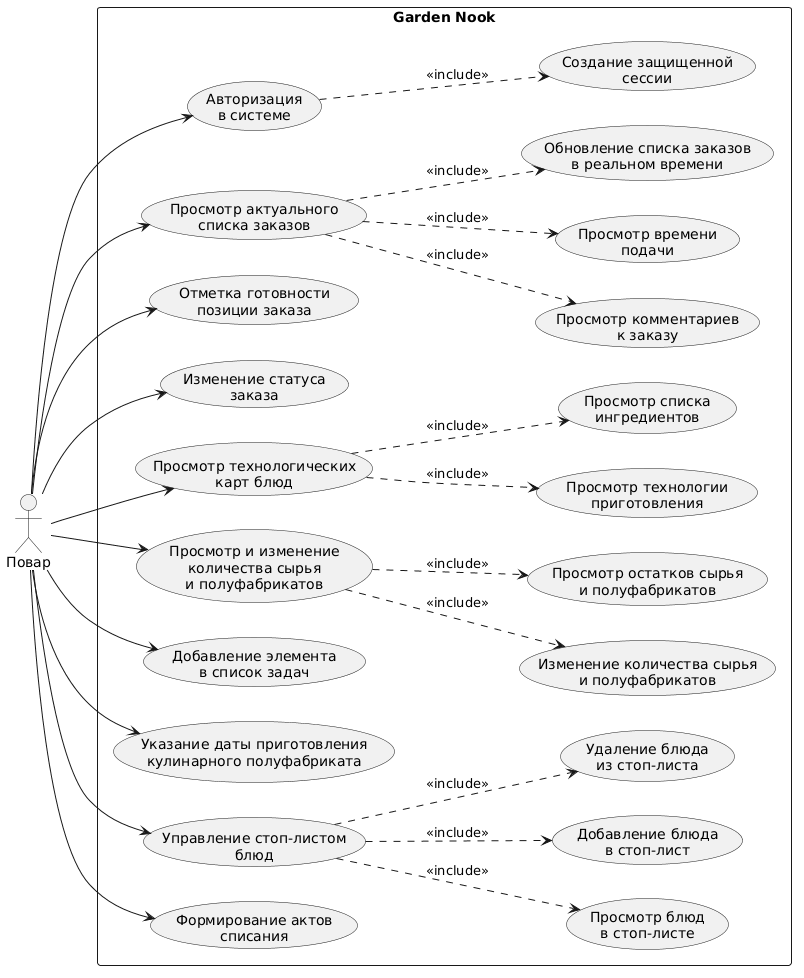 Garden Nook
Создание защищенной
сессии
«include»
Авторизация
в системе
Обновление списка заказов
в реальном времени
«include»
Просмотр актуального
списка заказов
«include»
Просмотр времени
подачи
«include»
Просмотр комментариев
к заказу
Отметка готовности
позиции заказа
Изменение статуса
заказа
Просмотр списка
ингредиентов
«include»
Просмотр технологических
карт блюд
«include»
Просмотр технологии
приготовления
Повар
Просмотр и изменение
количества сырья
и полуфабрикатов
«include»
Просмотр остатков сырья
и полуфабрикатов
«include»
Изменение количества сырья
и полуфабрикатов
Добавление элемента
в список задач
Указание даты приготовления
кулинарного полуфабриката
Удаление блюда
из стоп-листа
«include»
Управление стоп-листом
блюд
«include»
Добавление блюда
в стоп-лист
«include»
Просмотр блюд
в стоп-листе
Формирование актов
списания